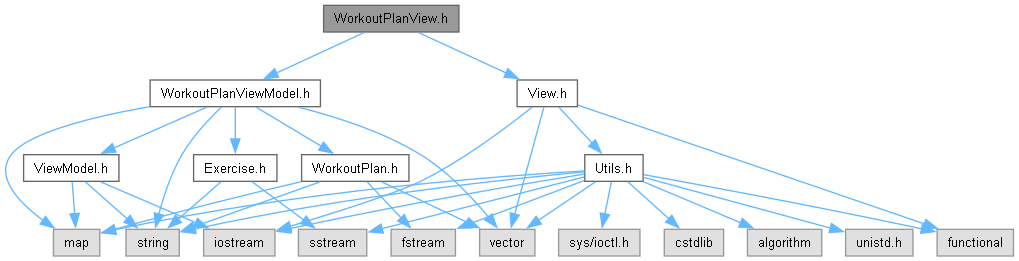 WorkoutPlanView.h
WorkoutPlanViewModel.h
View.h
ViewModel.h
Exercise.h
WorkoutPlan.h
Utils.h
map
string
iostream
sstream
fstream
vector
sys/ioctl.h
cstdlib
algorithm
unistd.h
functional